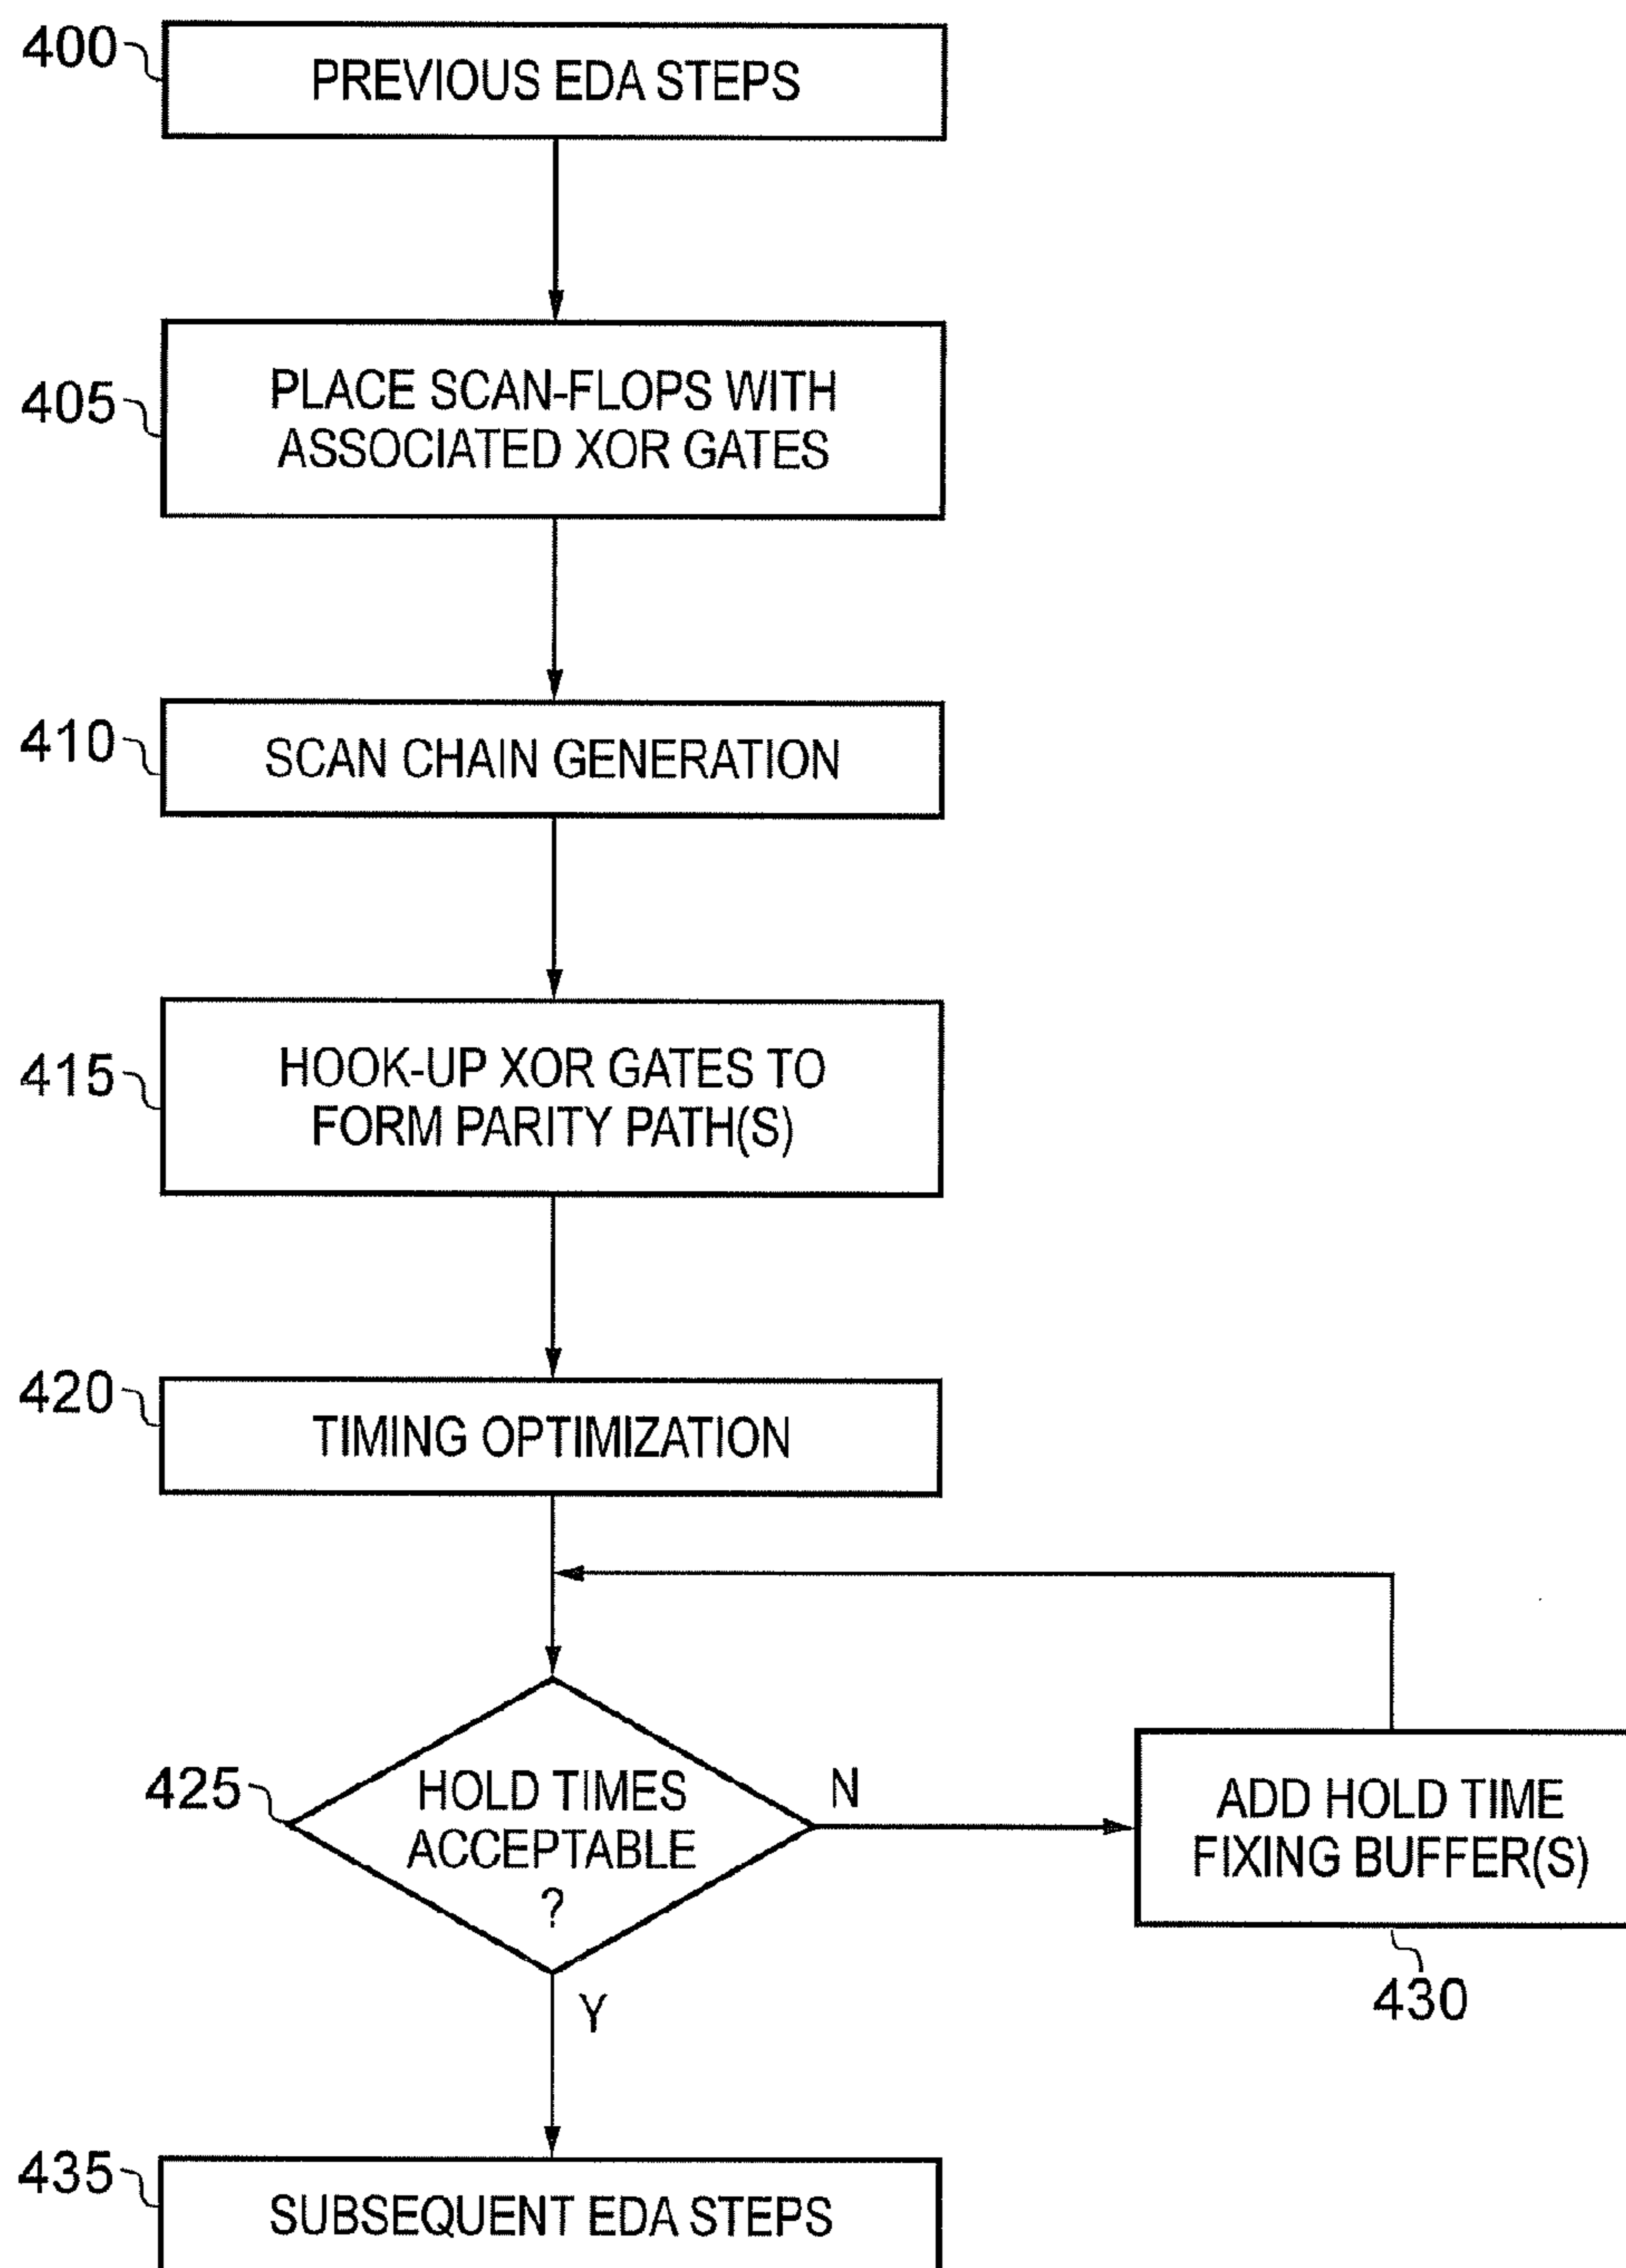 400
PREVIOUS EDA STEPS
405
PLACE SCAN-FLOPS WITH
ASSOCIATED XOR GATES
410
SCAN CHAIN GENERATION
415
HOOK-UP XOR GATES TO
FORM PARITY PATH(S)
420
TIMING OPTIMIZATION
425
HOLD TIMES
ACCEPTABLE
?
N
ADD HOLD TIME
FIXING BUFFER(S)
430
Y
435
SUBSEQUENT EDA STEPS